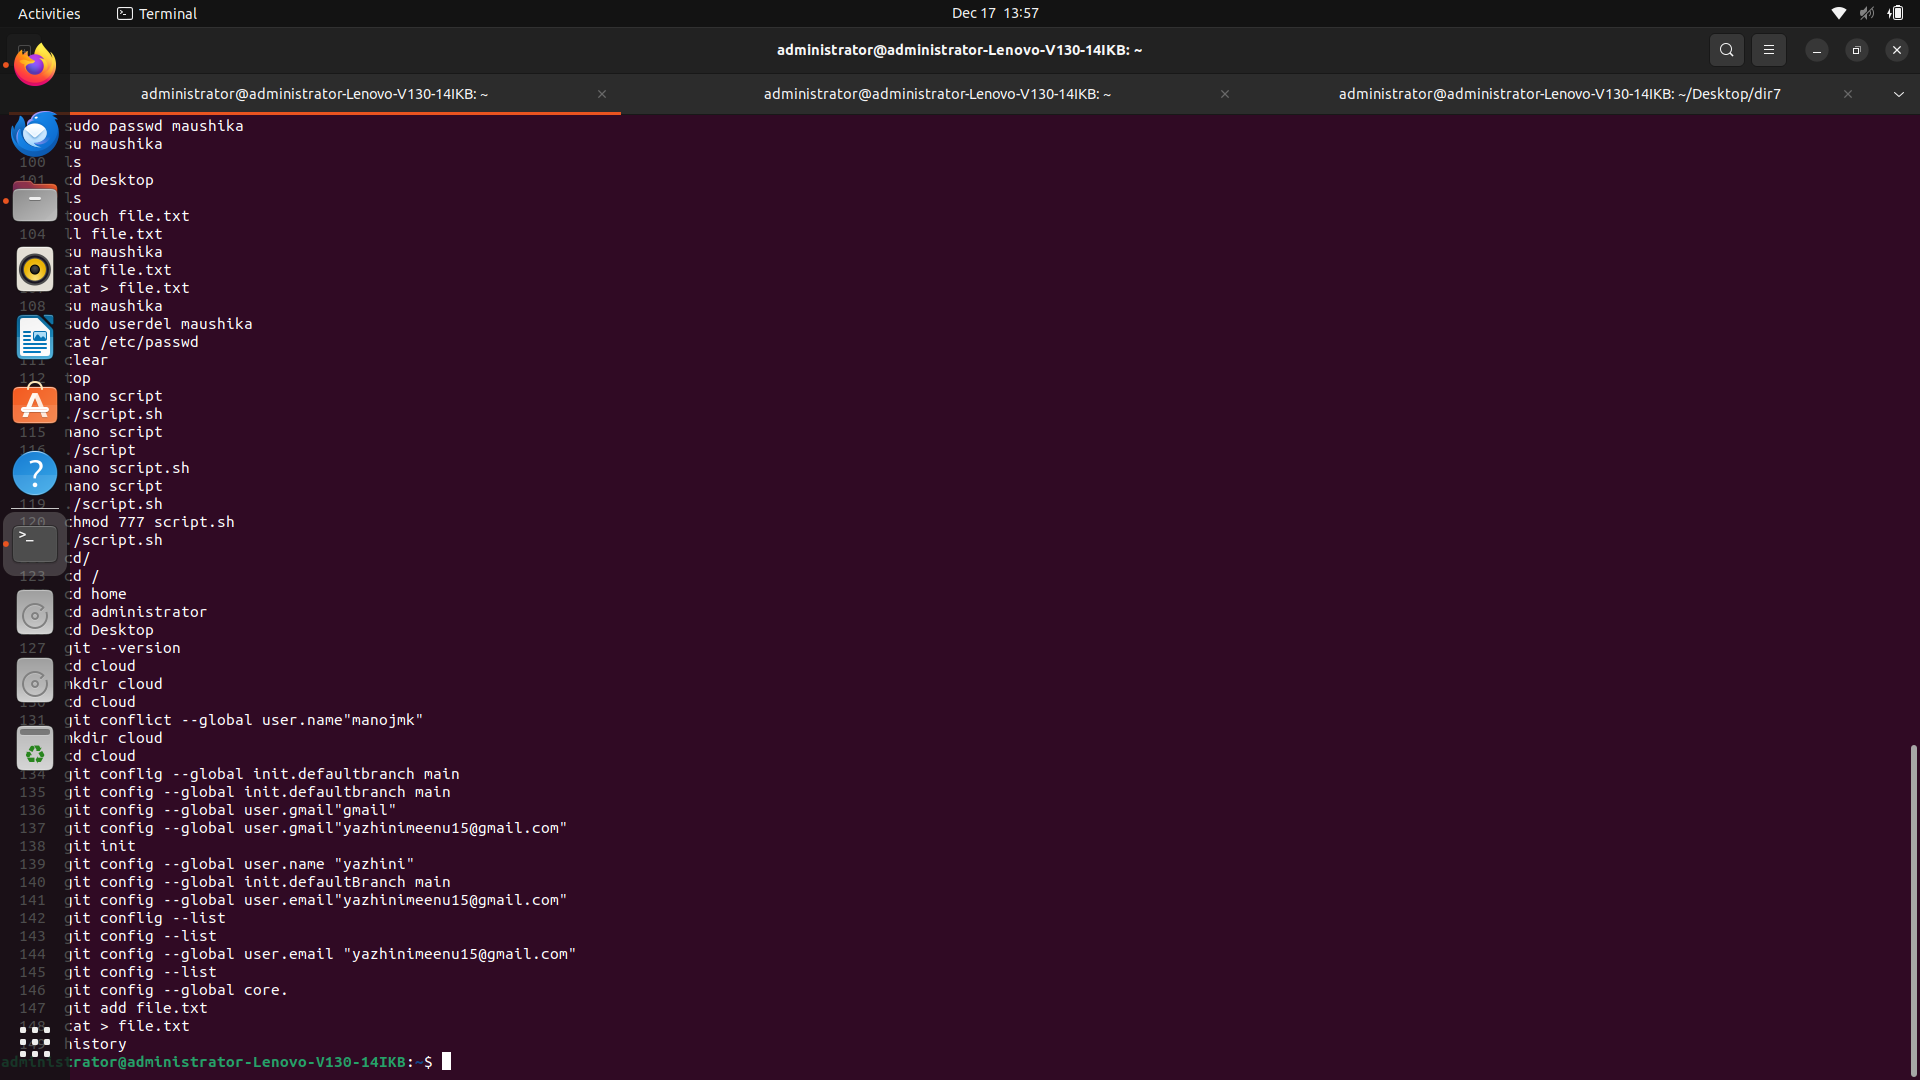 Activities
Terminal
Dec 17 13:57
administrator@administrator-Lenovo-V130-14IKB: ~
administrator@administrator-Lenovo-V130-14IKB: ~
administrator@administrator-Lenovo-V130-14IKB: ~
administrator@administrator-Lenovo-V130-14IKB: ~/Desktop/dir7
sudo passwd maushika
su maushika
100 ls
101 cd Desktop
ls
touch file.txt
104 ll file.txt
su maushika
cat file.txt
cat > file.txt
108 su maushika
sudo userdel maushika
cat /etc/passwd
111 clear
112 top
nano script
./script.sh
115 nano script
116 ./script
nano script.sh
nano script
119 ./script.sh
120 chmod 777 script.sh
./script.sh
cd/
123 cd /
cd home
cd administrator
cd Desktop
127 git --version
cd cloud
mkdir cloud
130 cd cloud
131 git conflict --global user.name"manojmk"
mkdir cloud
cd cloud
134 git conflig --global init.defaultbranch main
135 git config --global init.defaultbranch main
136 git config --global user.gmail"gmail"
137 git config --global user.gmail"yazhinimeenu15@gmail.com"
138 git init
139 git config --global user.name "yazhini"
140 git config --global init.defaultBranch main
141 git config --global user.email"yazhinimeenu15@gmail.com"
142 git conflig --list
143 git config --list
144 git config --global user.email "yazhinimeenu15@gmail.com"
145 git config --list
146 git config --global core.
147 git add file.txt
148 cat > file.txt
149 history
administrator@administrator-Lenovo-V130-14IKB:~$